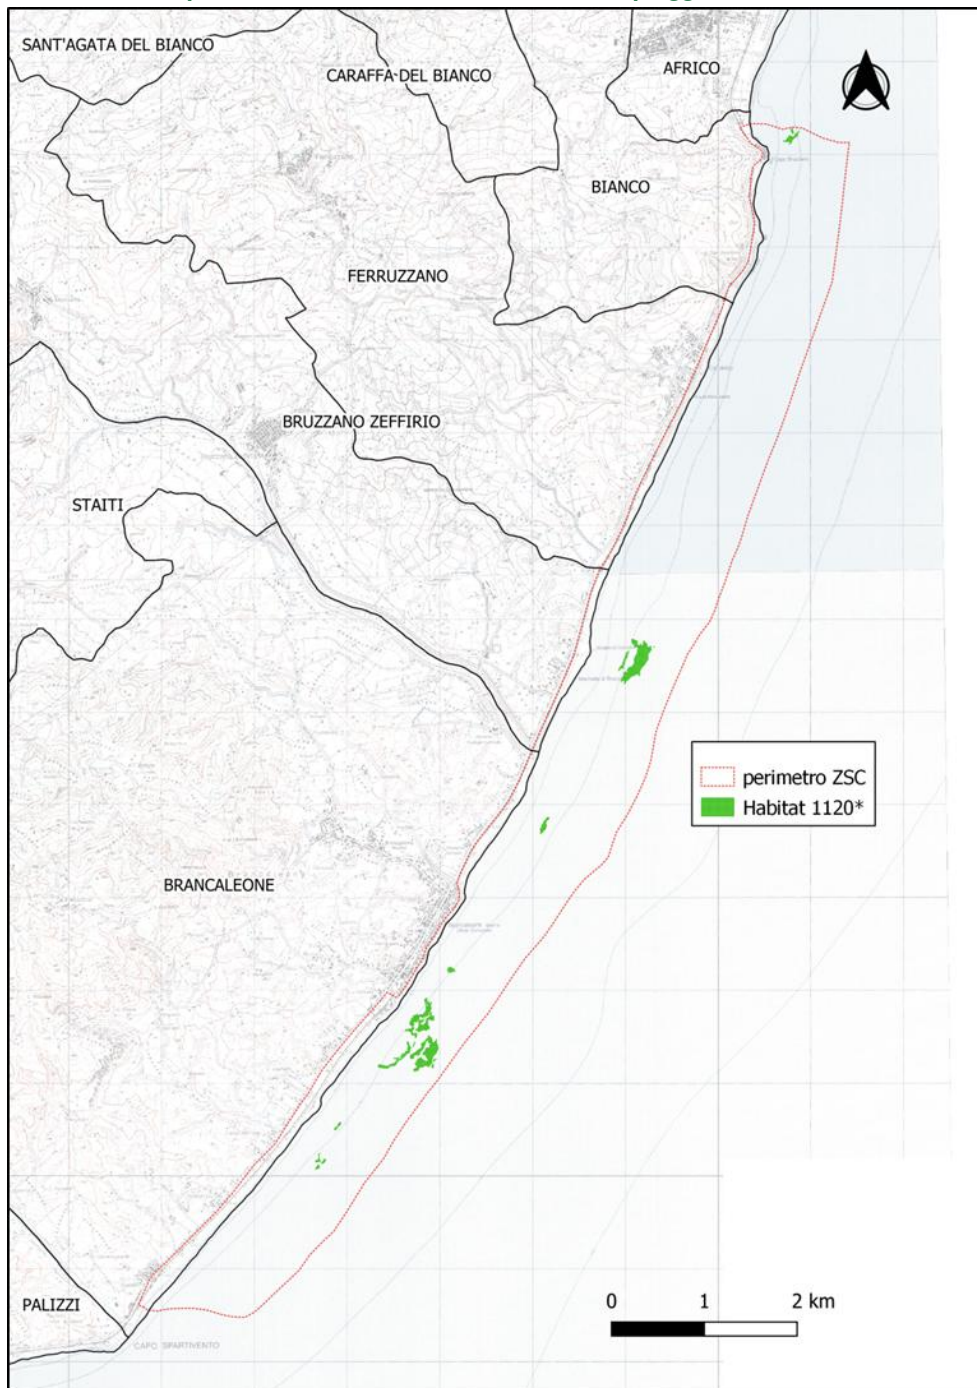 SANT'AGATA DEL BIANCO
CARAFFA DEL BIANCO
AFRICO
BIANCO
FERRUZZANO
BRUZZANO ZEFFIRIO
STAITI
perimetro ZSC
Habitat 1120*
BRANCALEONE
PALIZZI
0 1 2 km
CAPO SPARTIVENTO